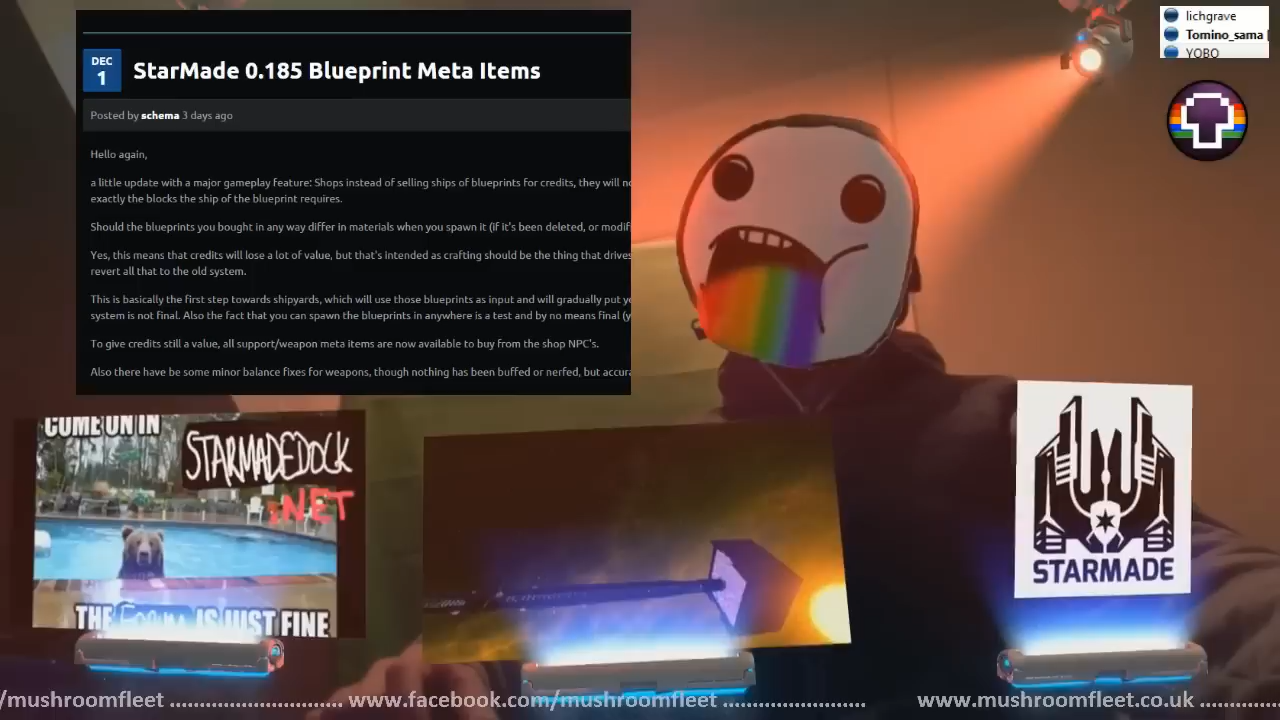 DEC
1
StarMade 0.185 Blueprint Meta Items
Posted by schema 3 days ago
Hello again,
a little update with a major gameplay feature: Shops instead of selling ships of blueprints for credits, they will
exactly the blocks the ship of the blueprint requires.
Should the blueprints you bought in any way differ in materials when you spawn it (if it's been deleted, or
Yes, this means that credits will lose a lot of value, but that's intended as crafting should be the thing that
revert all that to the old system.
This is basically the first step towards shipyards, which will use those blueprints as input and will gradually put
system is not final. Also the fact that you can spawn the blueprints in anywhere is a test and by no means final
To give credits still a value, all support/weapon meta items are now available to buy from the shop NPC's.
Also there have be some minor balance fixes for weapons, though nothing has been buffed or nerfed, but
lichgrave
Tomino_sama
YOBO
COME ON IN
STARMADEDOCK
.NET
THE IS JUST FINE
STARMADE
/mushroomfleet .......................... www.facebook.com/mushroomfleet ...................... www.mushroomfleet.co.uk ............